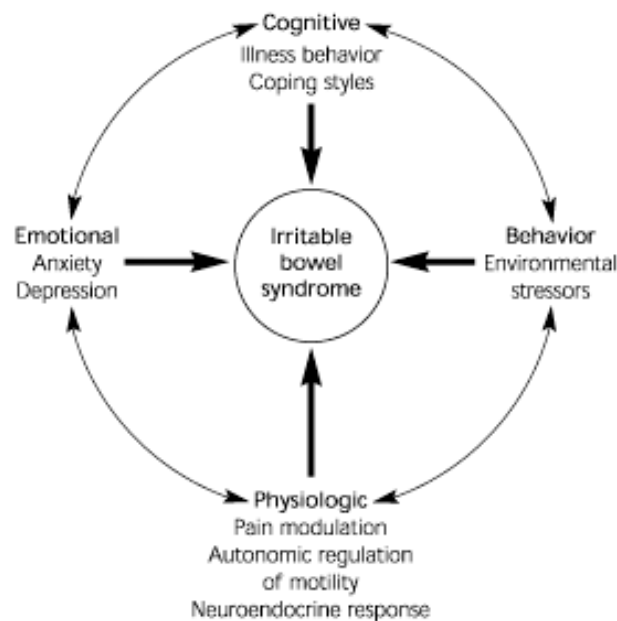 Cognitive
Illness behavior
Coping styles
Emotional
Anxiety
Depression
Irritable
bowel
syndrome
Behavior
Environmental
stressors
Physiologic
Pain modulation
Autonomic regulation
of motility
Neuroendocrine response